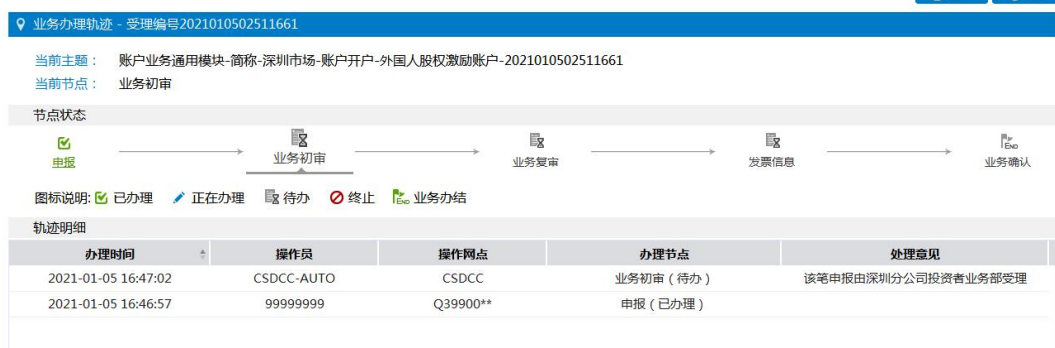 业务办理轨迹 - 受理编号2021010502511661
当前主题： 账户业务通用模块-简称-深圳市场-账户开户-外国人股权激励账户-2021010502511661
当前节点： 业务初审
节点状态
申报 业务初审 业务复审 发票信息 END 业务确认
图标说明: 已办理 正在办理 待办 终止 END 业务办结
轨迹明细
办理时间 操作员 操作网点 办理节点 处理意见
2021-01-05 16:47:02 CSDCC-AUTO CSDCC 业务初审（待办） 该笔申报由深圳分公司投资者业务部受理
2021-01-05 16:46:57 99999999 Q39900** 申报（已办理）